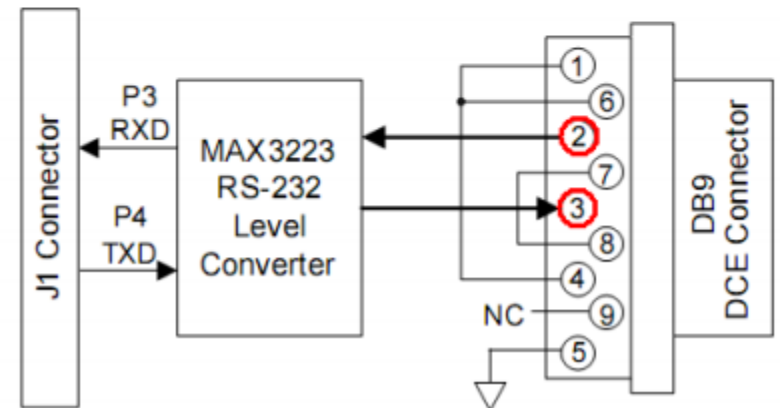 J1 Connector
P3
RXD
P4
TXD
MAX3223
RS-232
Level
Converter
1
6
2
7
3
8
4
NC
9
5
DB9
DCE Connector